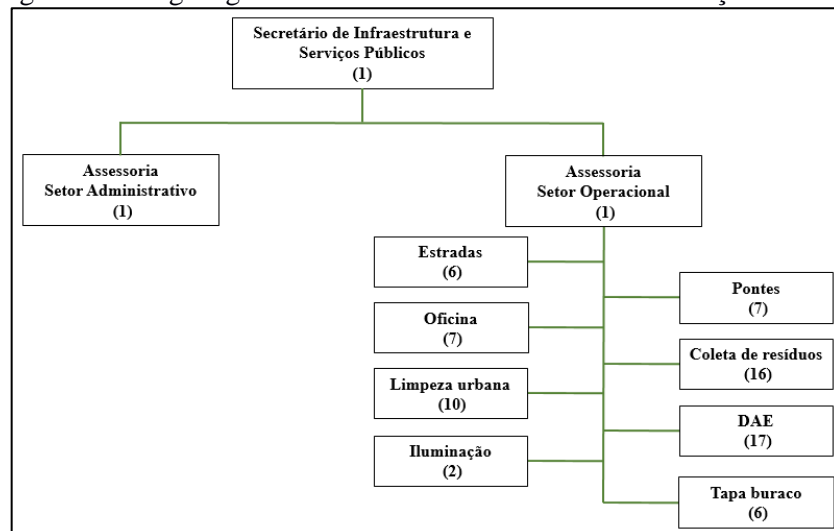 Secretário de Infraestrutura e
Serviços Públicos
(1)
Assessoria
Setor Administrativo
(1)
Assessoria
Setor Operacional
(1)
Estradas
(6)
Pontes
(7)
Oficina
(7)
Coleta de resíduos
(16)
Limpeza urbana
(10)
DAE
(17)
Iluminação
(2)
Tapa buraco
(6)